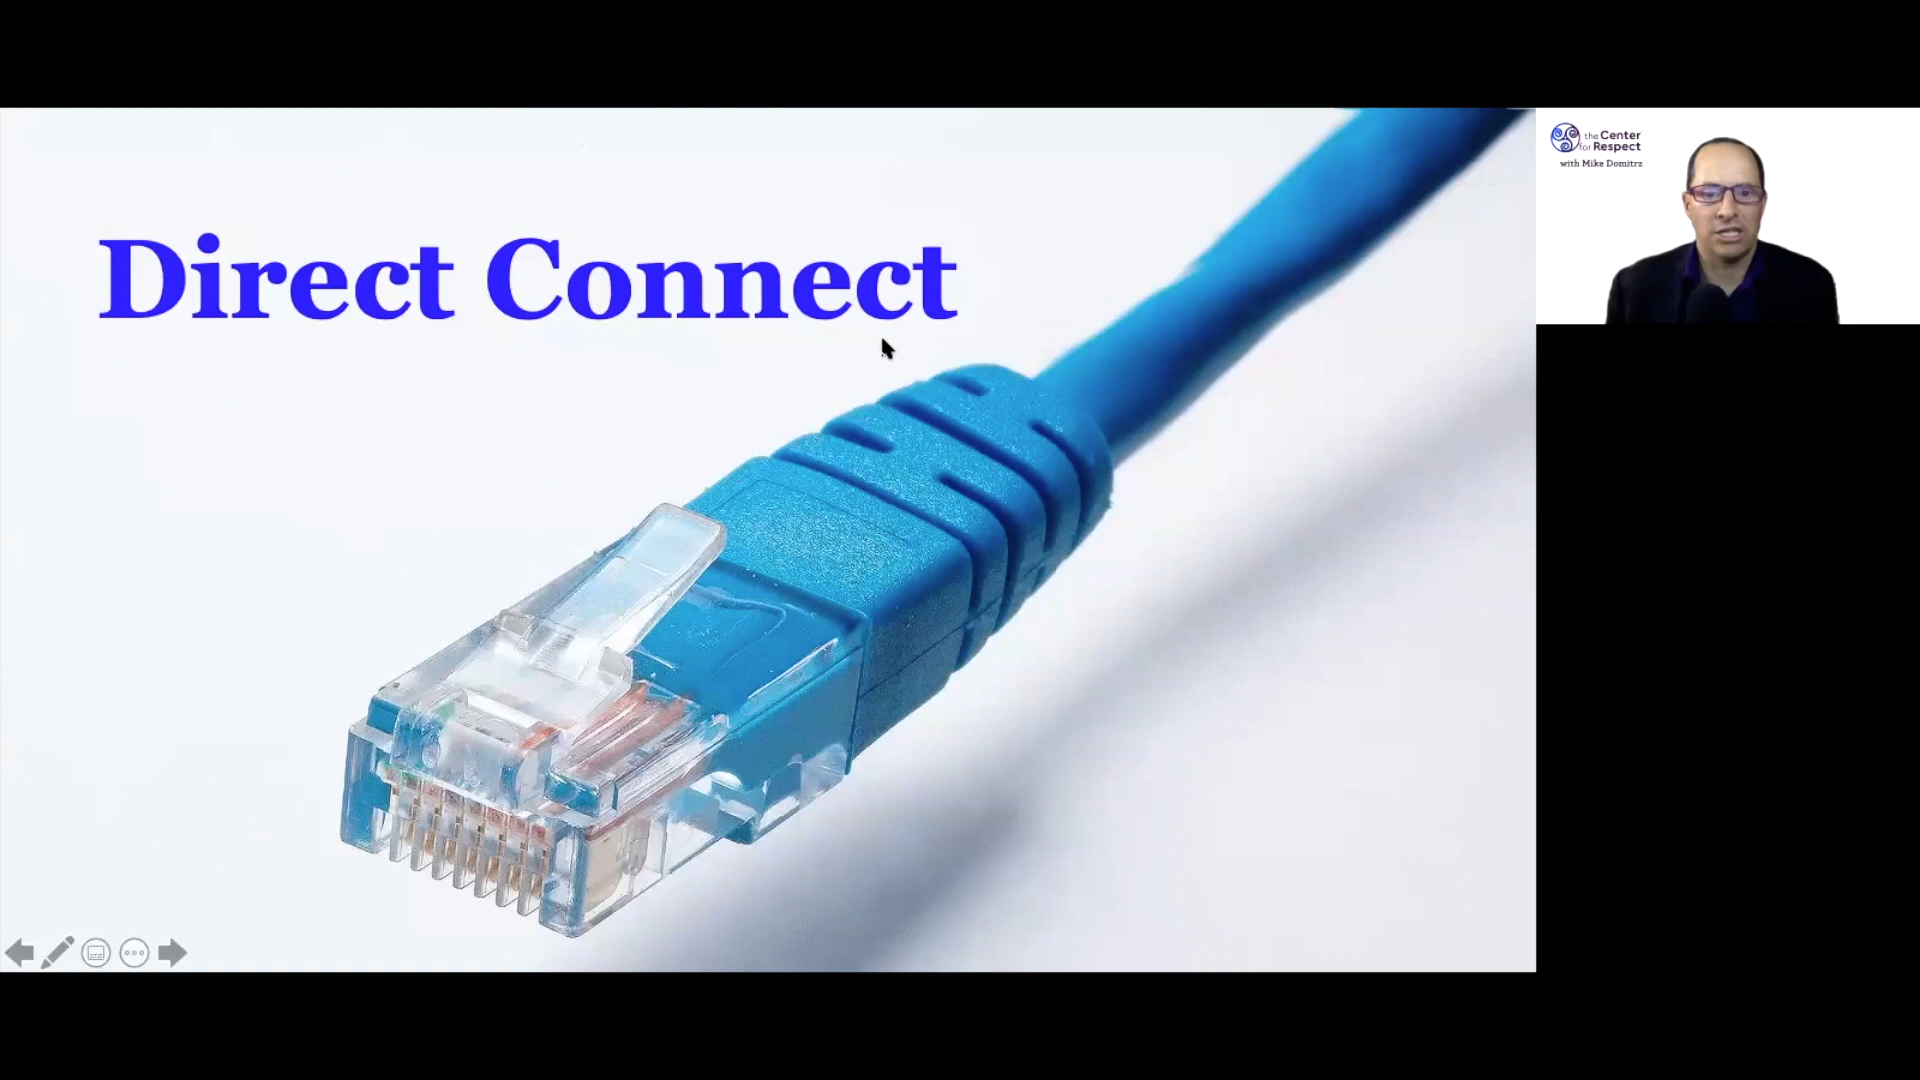 Direct Connect
the Center
for Respect
with Mike Domitrz